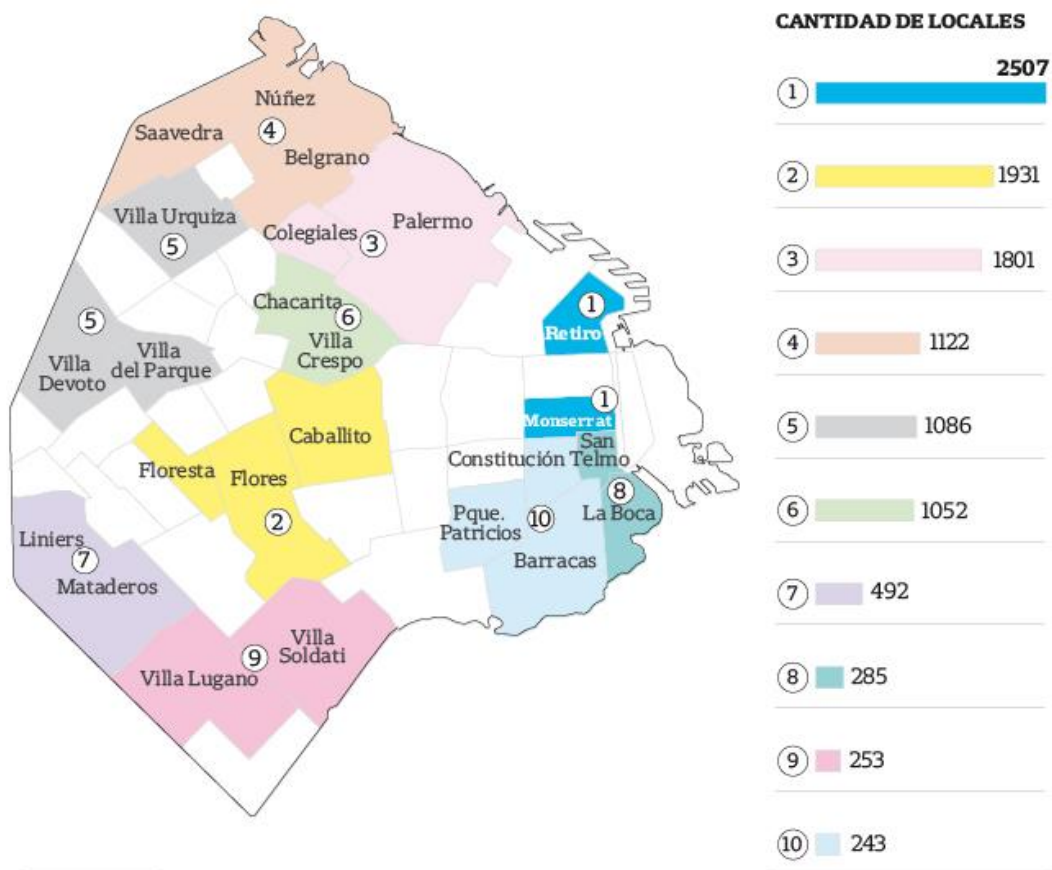 CANTIDAD DE LOCALES
2507
1
2
1931
3
1801
4
1122
5
1086
6
1052
7
492
8
285
9
253
10
243
Núñez
Saavedra
4
Belgrano
Villa Urquiza
5
Colegiales
3
Palermo
Chacarita
6
Villa
Crespo
1
Retiro
5
Villa
Devoto
Villa
del Parque
1
Monserrat
Caballito
Floresta
Flores
2
San
Telmo
Constitución
8
La Boca
Pque.
Patricios
10
Barracas
Liniers
7
Mataderos
Villa
Soldati
9
Villa Lugano